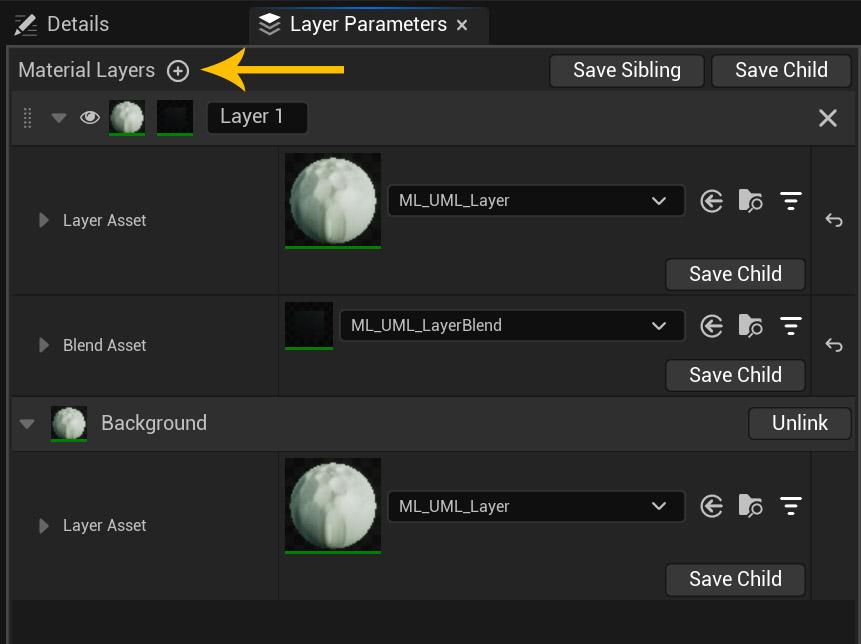 Details
Layer Parameters
Material Layers
Save Sibling
Save Child
Layer 1
Layer Asset
ML_UML_Layer
Save Child
Blend Asset
ML_UML_LayerBlend
Save Child
Background
Unlink
Layer Asset
ML_UML_Layer
Save Child